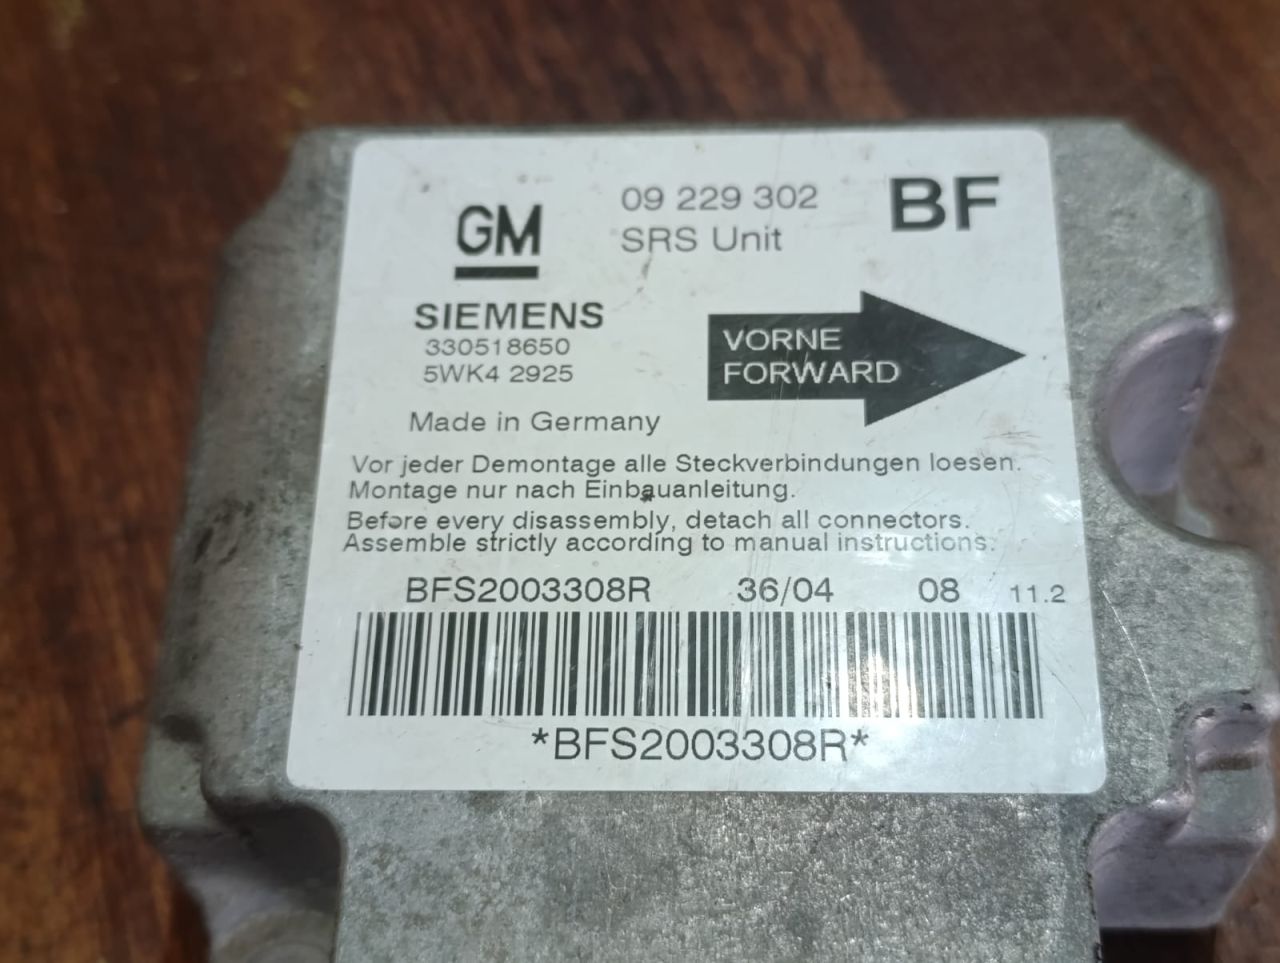 GM
09 229 302
SRS Unit
BF
SIEMENS
330518650
5WK4 2925
VORNE
FORWARD
Made in Germany
Vor jeder Demontage alle Steckverbindungen loesen.
Montage nur nach Einbauanleitung.
Before every disassembly, detach all connectors.
Assemble strictly according to manual instructions.
BFS2003308R 36/04 08 11.2
*BFS2003308R*